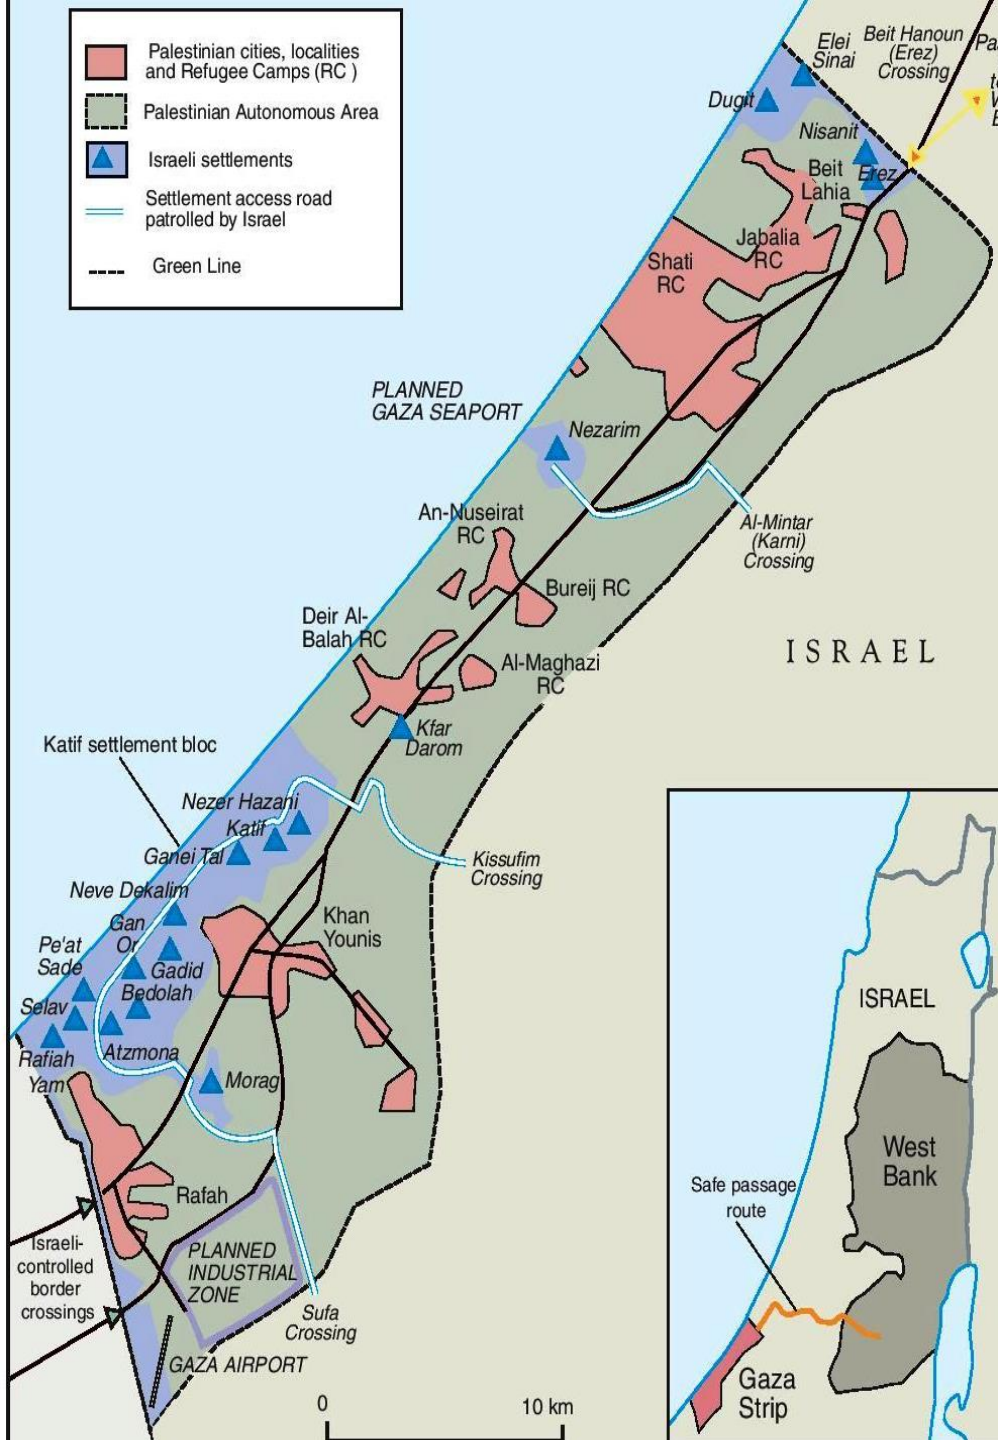 Palestinian cities, localities
and Refugee Camps (RC )
Palestinian Autonomous Area
Israeli settlements
Settlement access road
patrolled by Israel
Green Line
Elei
Sinai
Beit Hanoun
(Erez)
Crossing
Dugit
Nisanit
Beit
Lahia
Erez
Jabalia
RC
Shati
RC
PLANNED
GAZA SEAPORT
Nezarim
An-Nuseirat
RC
Al-Mintar
(Karni)
Crossing
Bureij RC
Deir Al-
Balah RC
ISRAEL
Al-Maghazi
RC
Kfar
Darom
Katif settlement bloc
Nezer Hazani
Katif
Ganei Tal
Kissufim
Crossing
Neve Dekalim
Gan
Or
Khan
Younis
Pe'at
Sade
Gadid
Bedolah
Selav
Rafiah
Yam
Atzmona
Morag
Rafah
Israeli-
controlled
border
crossings
PLANNED
INDUSTRIAL
ZONE
Sufa
Crossing
GAZA AIRPORT
0
10 km
ISRAEL
West
Bank
Safe passage
route
Gaza
Strip